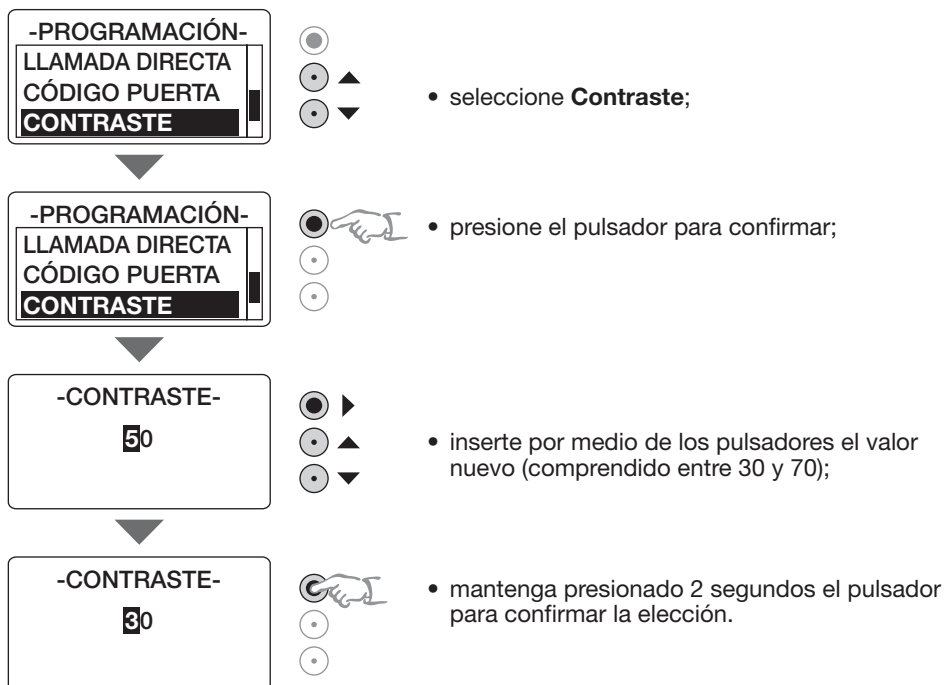 -PROGRAMACIÓN-
LLAMADA DIRECTA
CÓDIGO PUERTA
CONTRASTE
• seleccione Contraste;
-PROGRAMACIÓN-
LLAMADA DIRECTA
CÓDIGO PUERTA
CONTRASTE
• presione el pulsador para confirmar;
-CONTRASTE-
50
• inserte por medio de los pulsadores el valor
nuevo (comprendido entre 30 y 70);
-CONTRASTE-
30
• mantenga presionado 2 segundos el pulsador
para confirmar la elección.